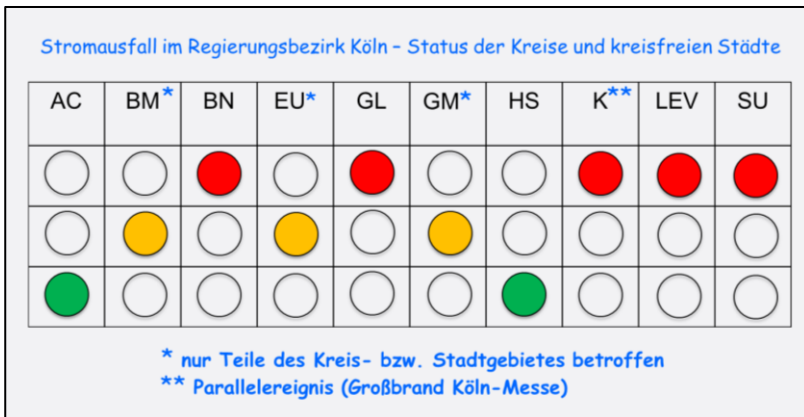 Stromausfall im Regierungsbezirk Köln - Status der Kreise und kreisfreien Städte
AC BM* BN EU* GL GM* HS K** LEV SU
* nur Teile des Kreis- bzw. Stadtgebietes betroffen
** Parallelereignis (Großbrand Köln-Messe)